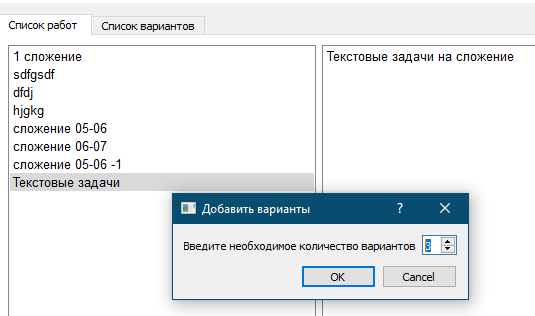 Список работ
Список вариантов
1 сложение
sdfgsdf
dfdj
hjgkg
сложение 05-06
сложение 06-07
сложение 05-06 -1
Текстовые задачи
Текстовые задачи на сложение
Добавить варианты
?
Введите необходимое количество вариантов 3
OK
Cancel